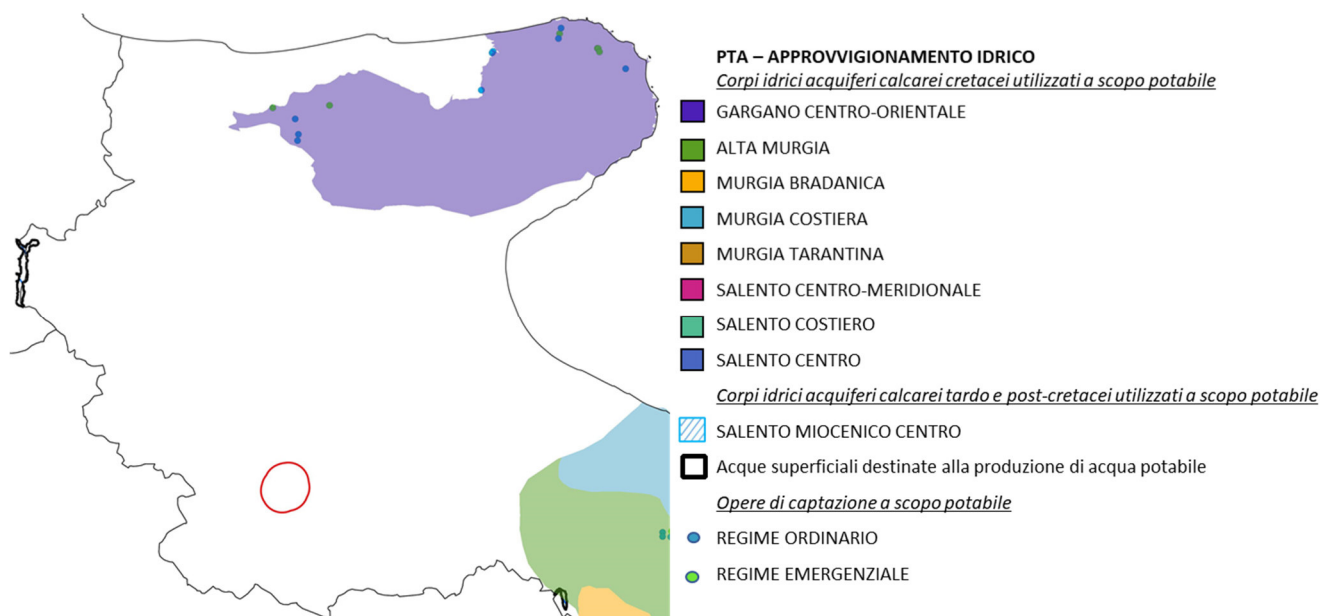 PTA – APPROVVIGIONAMENTO IDRICO
Corpi idrici acquiferi calcarei cretacei utilizzati a scopo potabile
GARGANO CENTRO-ORIENTALE
ALTA MURGIA
MURGIA BRADANICA
MURGIA COSTIERA
MURGIA TARANTINA
SALENTO CENTRO-MERIDIONALE
SALENTO COSTIERO
SALENTO CENTRO
Corpi idrici acquiferi calcarei tardo e post-cretacei utilizzati a scopo potabile
SALENTO MIOCENICO CENTRO
Acque superficiali destinate alla produzione di acqua potabile
Opere di captazione a scopo potabile
REGIME ORDINARIO
REGIME EMERGENZIALE